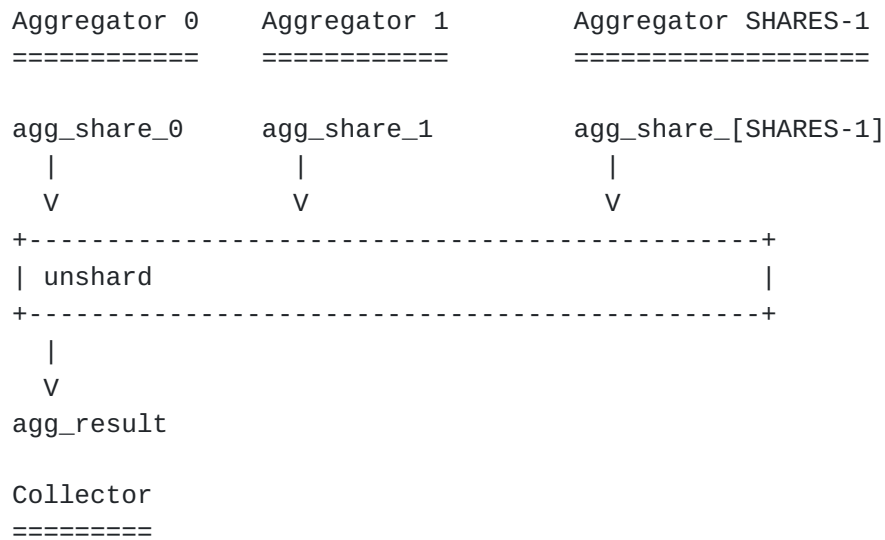 Aggregator 0    Aggregator 1        Aggregator SHARES-1
============    ============        ===================

agg_share_0     agg_share_1         agg_share_[SHARES-1]
  |               |                   |
  V               V                   V
+-----------------------------------------------+
| unshard                                       |
+-----------------------------------------------+
  |
  V
agg_result

Collector
=========